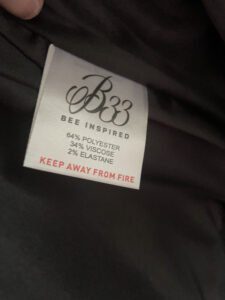 B33
BEE INSPIRED
64% POLYESTER
34% VISCOSE
2% ELASTANE
KEEP AWAY FROM FIRE